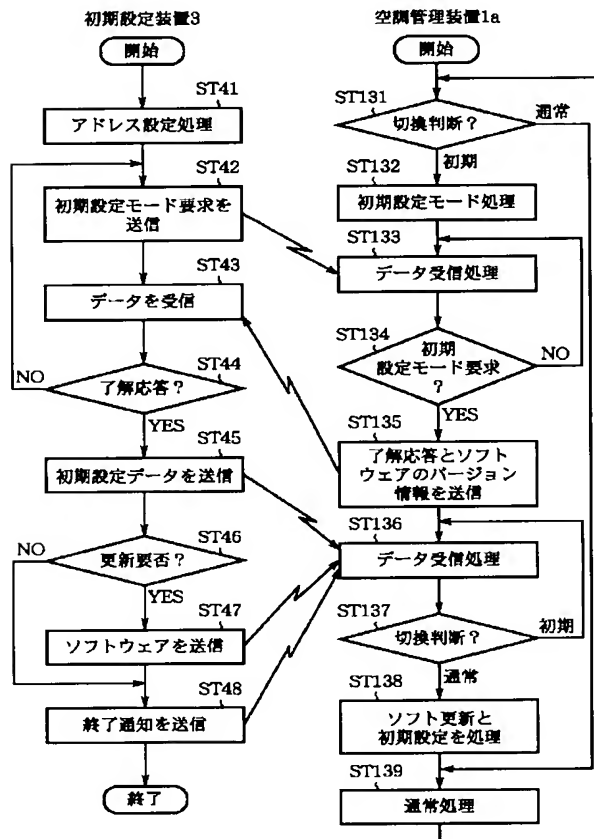 初期設定装置3
開始
ST41
アドレス設定処理
ST42
初期設定モード要求を
送信
ST43
データを受信
ST44
NO
了解応答?
YES
ST45
初期設定データを送信
ST46
NO
更新要否?
YES
ST47
ソフトウェアを送信
ST48
終了通知を送信
終了
空調管理装置1a
開始
ST131
通常
切換判断?
初期
ST132
初期設定モード処理
ST133
データ受信処理
ST134
初期
設定モード要求
?
NO
YES
ST135
了解応答とソフト
ウェアのバージョン
情報を送信
ST136
データ受信処理
ST137
切換判断?
初期
通常
ST138
ソフト更新と
初期設定を処理
ST139
通常処理